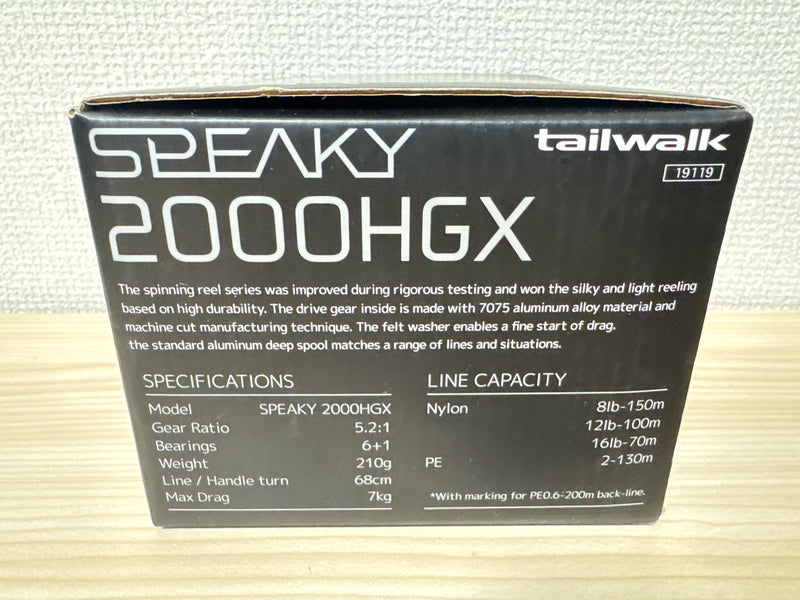 SPEAKY
tailwalk
19119
2000HGX
The spinning reel series was improved during rigorous testing and won the silky and light reeling
based on high durability. The drive gear inside is made with 7075 aluminum alloy material and
machine cut manufacturing technique. The felt washer enables a fine start of drag.
the standard aluminum deep spool matches a range of lines and situations.
SPECIFICATIONS
Model SPEAKY 2000HGX
Gear Ratio 5.2:1
Bearings 6+1
Weight 210g
Line / Handle turn 68cm
Max Drag 7kg
LINE CAPACITY
Nylon 8lb-150m
12lb-100m
16lb-70m
PE 2-130m
*With marking for PE0.6-200m back-line.